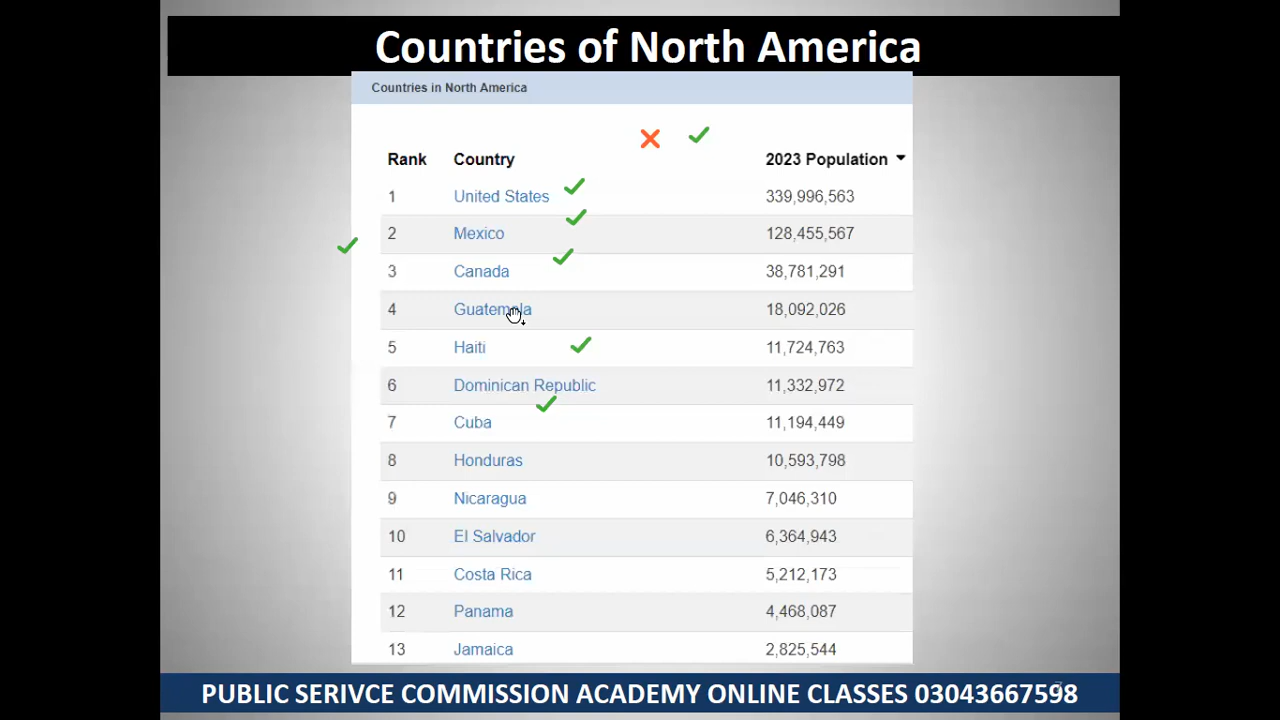 Countries of North America
Countries in North America
Rank Country 2023 Population
1 United States 339,996,563
2 Mexico 128,455,567
3 Canada 38,781,291
4 Guatemala 18,092,026
5 Haiti 11,724,763
6 Dominican Republic 11,332,972
7 Cuba 11,194,449
8 Honduras 10,593,798
9 Nicaragua 7,046,310
10 El Salvador 6,364,943
11 Costa Rica 5,212,173
12 Panama 4,468,087
13 Jamaica 2,825,544
PUBLIC SERIVCE COMMISSION ACADEMY ONLINE CLASSES 03043667598
7